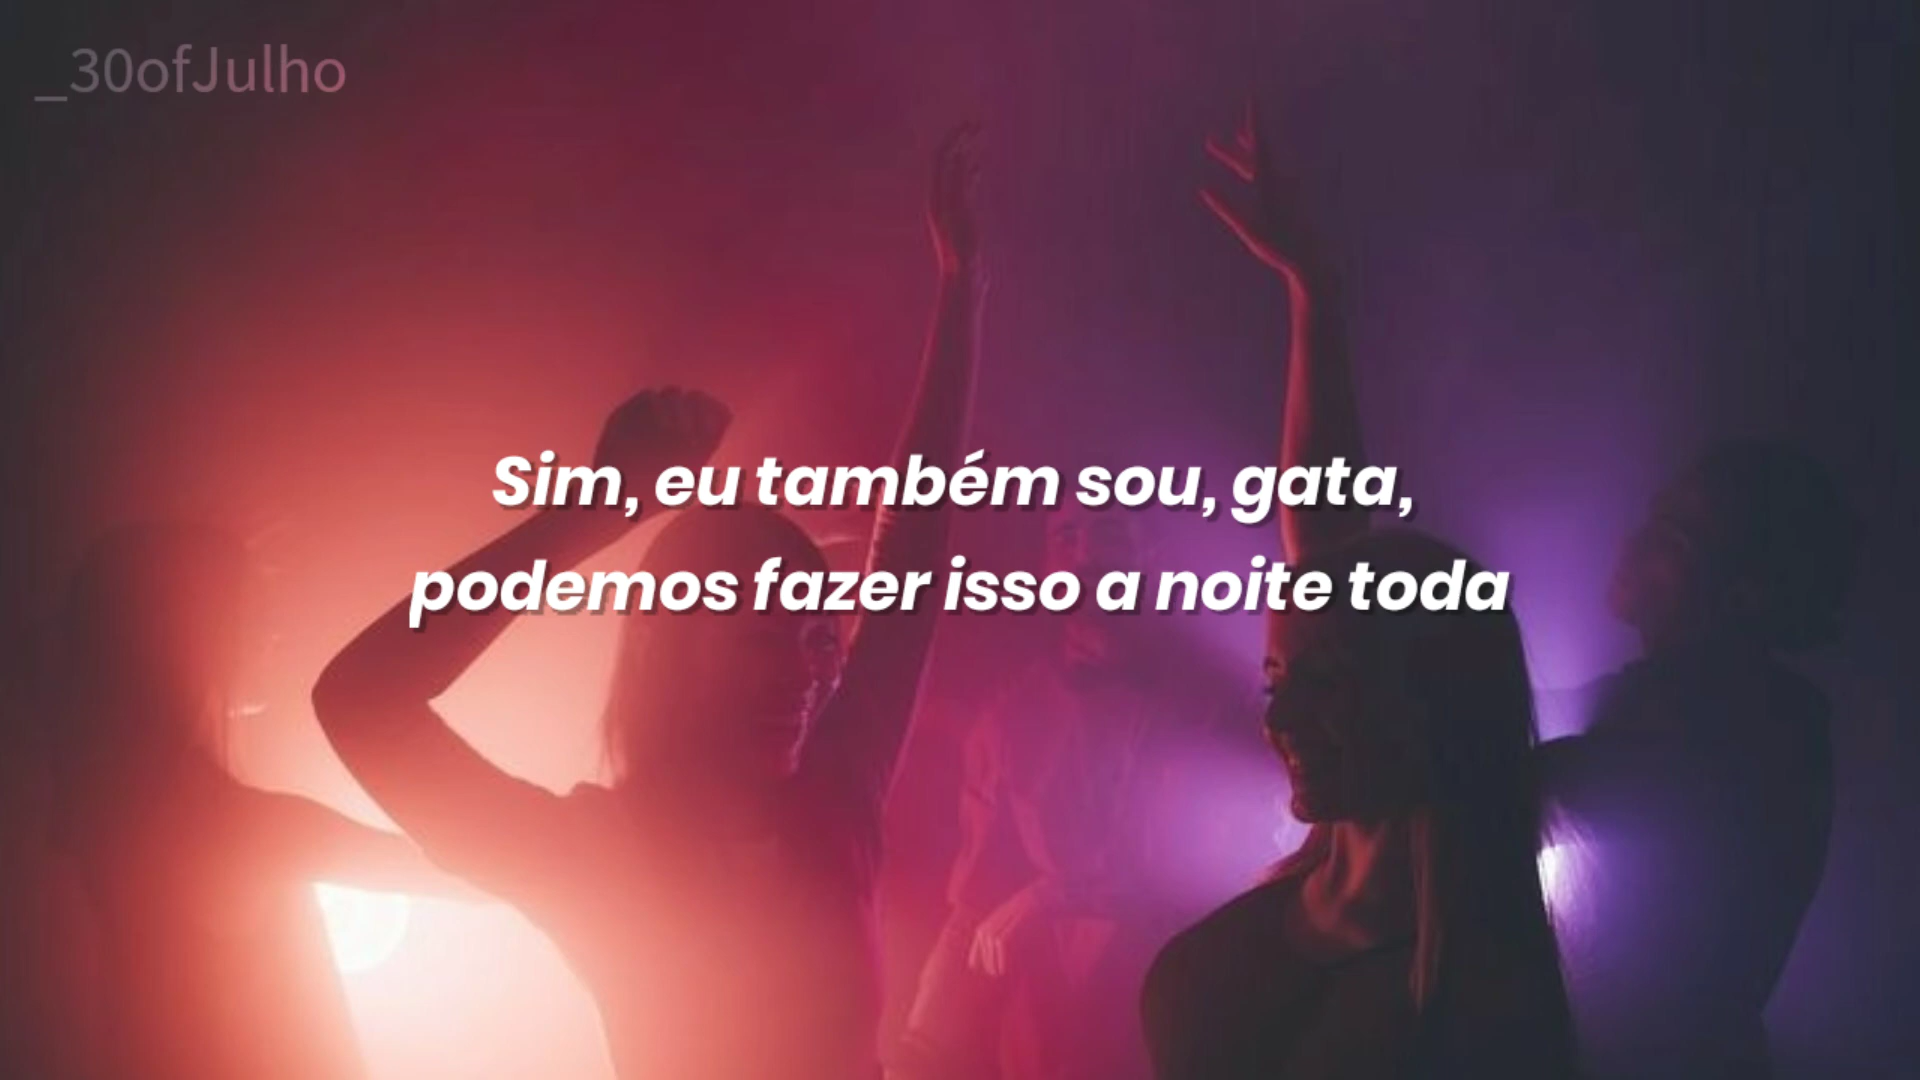 _30ofJulho
Sim, eu também sou, gata,
podemos fazer isso a noite toda